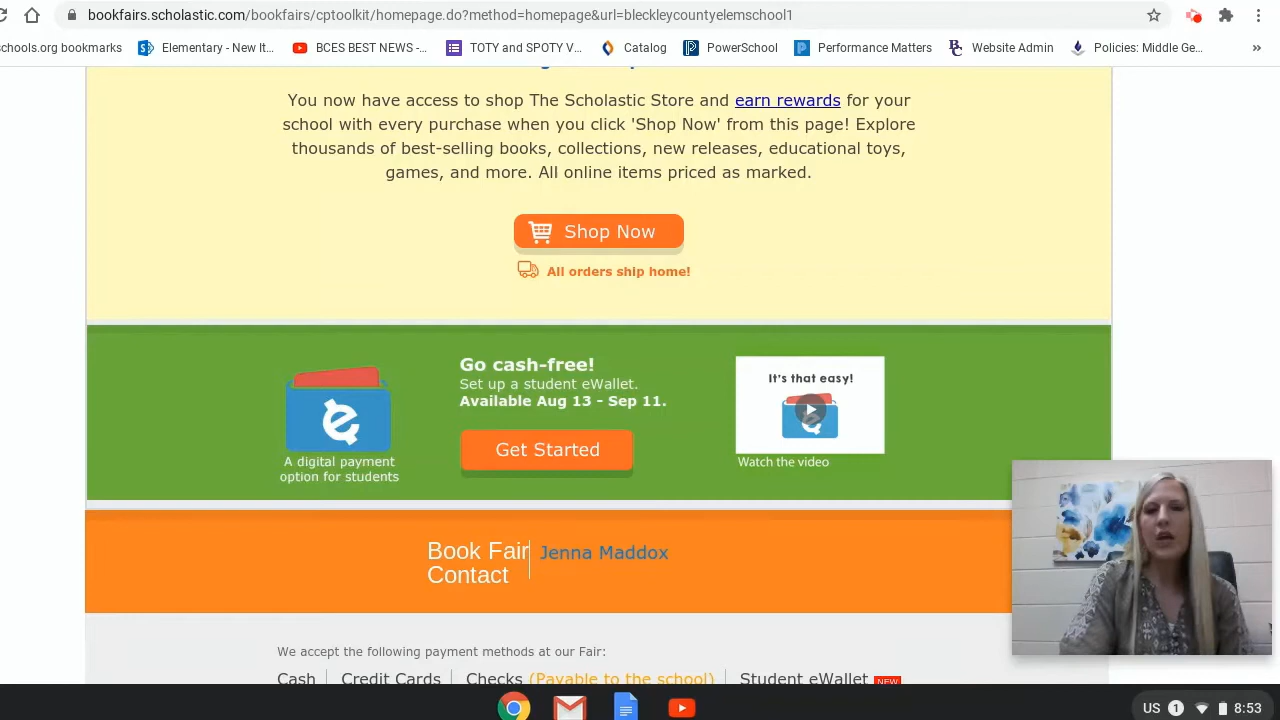 bookfairs.scholastic.com/bookfairs/cptoolkit/homepage.do?method=homepage&url=bleckleycountyelemschool1
schools.org bookmarks
Elementary - New It...
BCES BEST NEWS -...
TOTY and SPOTY V...
Catalog
PowerSchool
Performance Matters
Website Admin
Policies: Middle Ge...
»
You now have access to shop The Scholastic Store and earn rewards for your
school with every purchase when you click 'Shop Now' from this page! Explore
thousands of best-selling books, collections, new releases, educational toys,
games, and more. All online items priced as marked.
Shop Now
All orders ship home!
A digital payment
option for students
Go cash-free!
Set up a student eWallet.
Available Aug 13 - Sep 11.
Get Started
It's that easy!
Watch the video
Book Fair
Contact
Jenna Maddox
We accept the following payment methods at our Fair:
Cash
Credit Cards
Checks (Payable to the school)
Student eWallet NEW
US 1 8:53